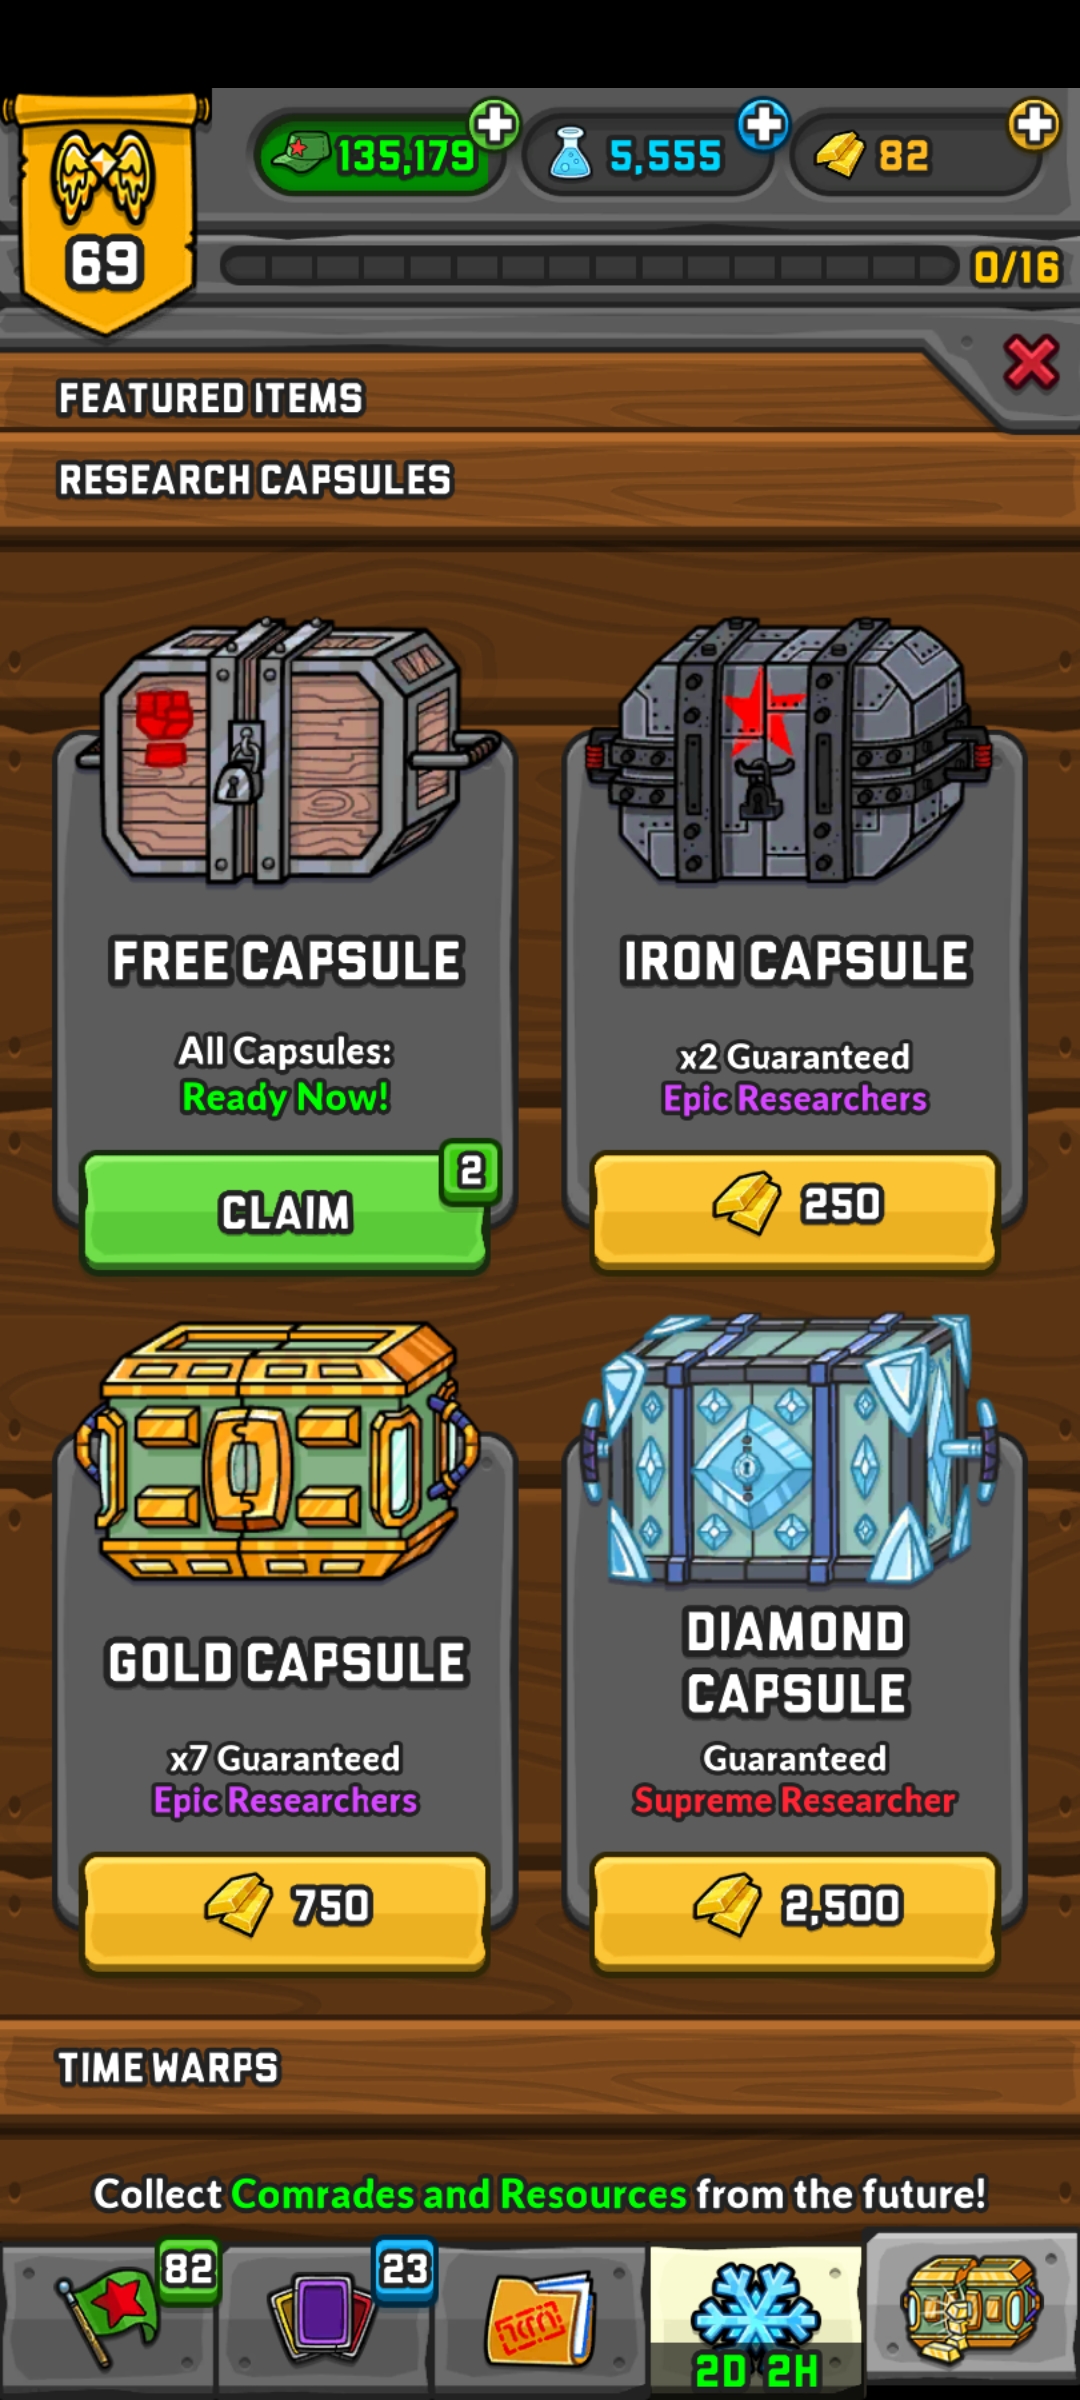 135,179
5,555
82
69
0/16
FEATURED ITEMS
RESEARCH CAPSULES
FREE CAPSULE
All Capsules:
Ready Now!
2
CLAIM
IRON CAPSULE
x2 Guaranteed
Epic Researchers
250
GOLD CAPSULE
x7 Guaranteed
Epic Researchers
750
DIAMOND
CAPSULE
Guaranteed
Supreme Researcher
2,500
TIME WARPS
Collect Comrades and Resources from the future!
82
23
2D 2H